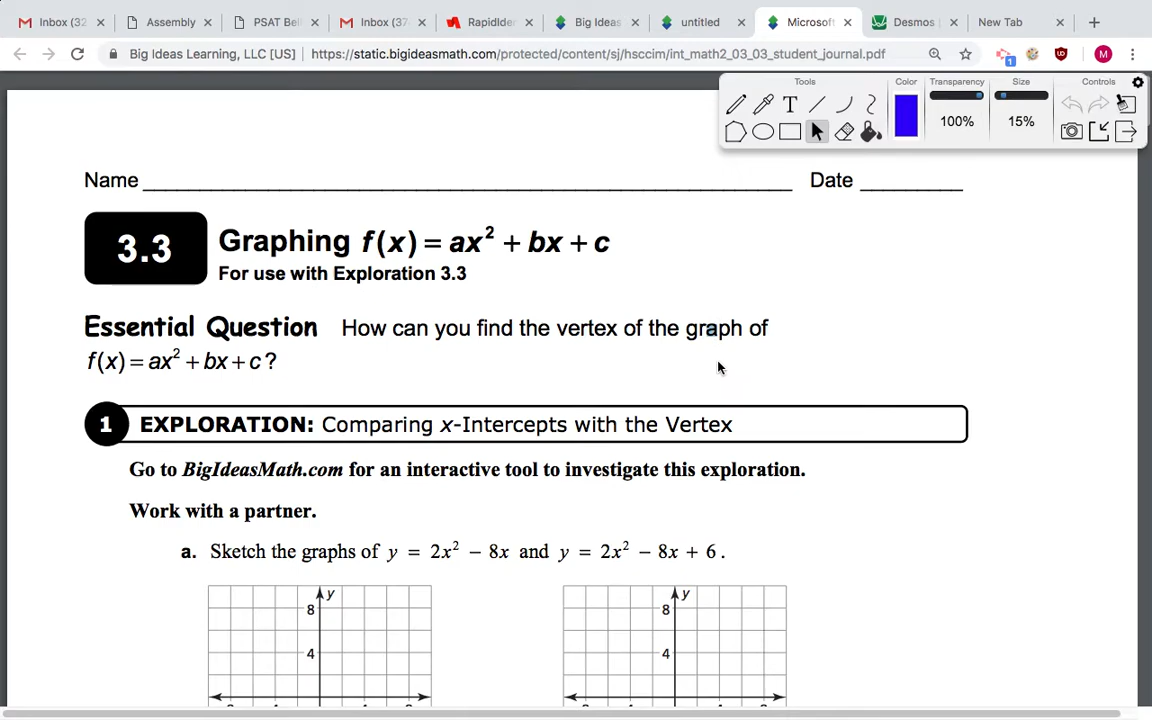 Inbox (32
Assembly
PSAT Bei
Inbox (37
RapidIder
Big Ideas
untitled
Microsoft
Desmos
New Tab
Big Ideas Learning, LLC [US] https://static.bigideasmath.com/protected/content/sj/hsccim/int_math2_03_03_student_journal.pdf
1
M
Tools Color Transparency Size Controls
T
100% 15%
Name Date
3.3 Graphing f(x) = ax² + bx + c
For use with Exploration 3.3
Essential Question How can you find the vertex of the graph of
f(x) = ax² + bx + c?
1 EXPLORATION: Comparing x-Intercepts with the Vertex
Go to BigIdeasMath.com for an interactive tool to investigate this exploration.
Work with a partner.
a. Sketch the graphs of y = 2x² − 8x and y = 2x² − 8x + 6.
y y
8 8
4 4